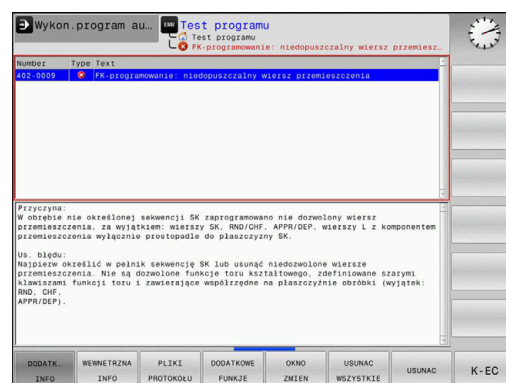 Wykon.program au…
Test programu
Test programu
FK-programowanie: niedopuszczalny wiersz przemiesz…
Number Type Text
402-0009 FK-programowanie: niedopuszczalny wiersz przemieszczenia
Przyczyna:
W obrębie nie określonej sekwencji SK zaprogramowano nie dozwolony wiersz
przemieszczenia, za wyjątkiem: wierszy SK, RND/CHF, APPR/DEP, wierszy L z komponentem
przemieszczenia wyłącznie prostopadle do płaszczyzny SK.
Us. błędu:
Najpierw określić w pełnik sekwencję SK lub usunąć niedozwolone wiersze
przemieszczenia. Nie są dozwolone funkcje toru kształtowego, zdefiniowane szarymi
klawiszami funkcji toru i zawierające współrzędne na płaszczyźnie obróbki (wyjątek:
RND, CHF,
APPR/DEP).
DODATK. INFO
WEWNETRZNA INFO
PLIKI PROTOKOŁU
DODATKOWE FUNKCJE
OKNO ZMIEN
USUNAC WSZYSTKIE
USUNAC
K-EC